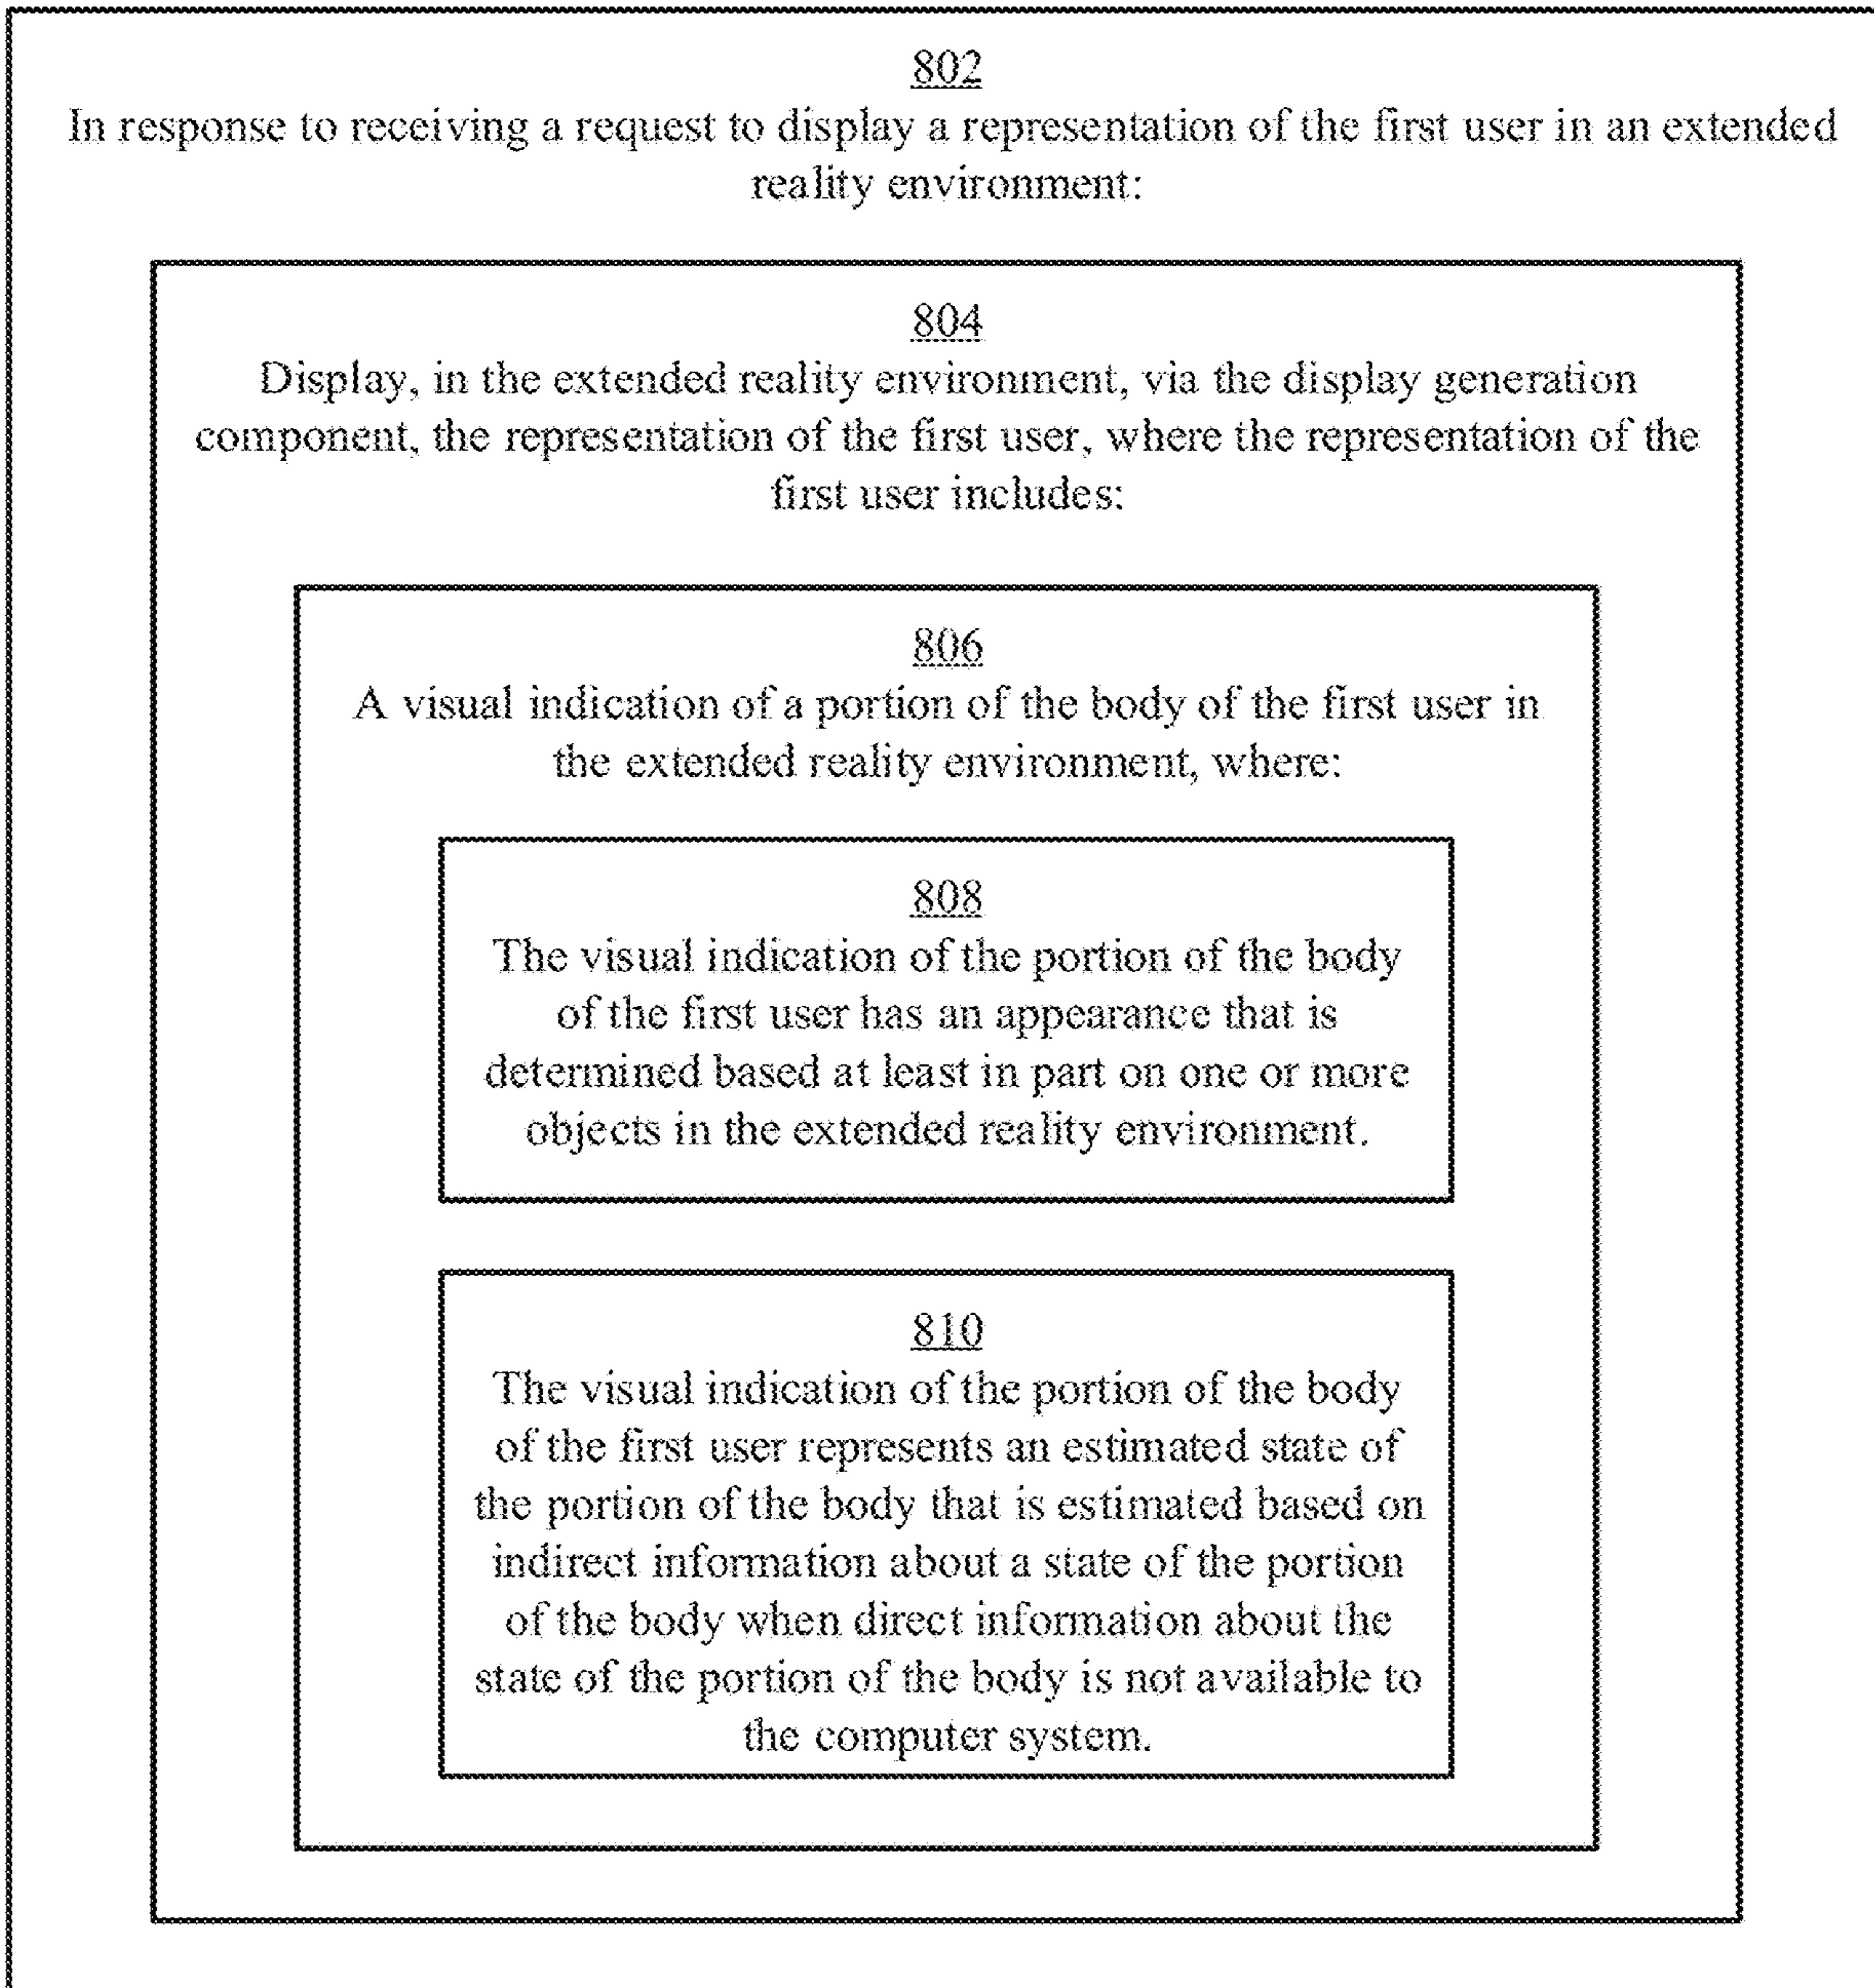 802
In response to receiving a request to display a representation of the first user in an extended
reality environment:
804
Display, in the extended reality environment, via the display generation
component, the representation of the first user, where the representation of the
first user includes:
806
A visual indication of a portion of the body of the first user in
the extended reality environment, where:
808
The visual indication of the portion of the body
of the first user has an appearance that is
determined based at least in part on one or more
objects in the extended reality environment.
810
The visual indication of the portion of the body
of the first user represents an estimated state of
the portion of the body that is estimated based on
indirect information about a state of the portion
of the body when direct information about the
state of the portion of the body is not available to
the computer system.